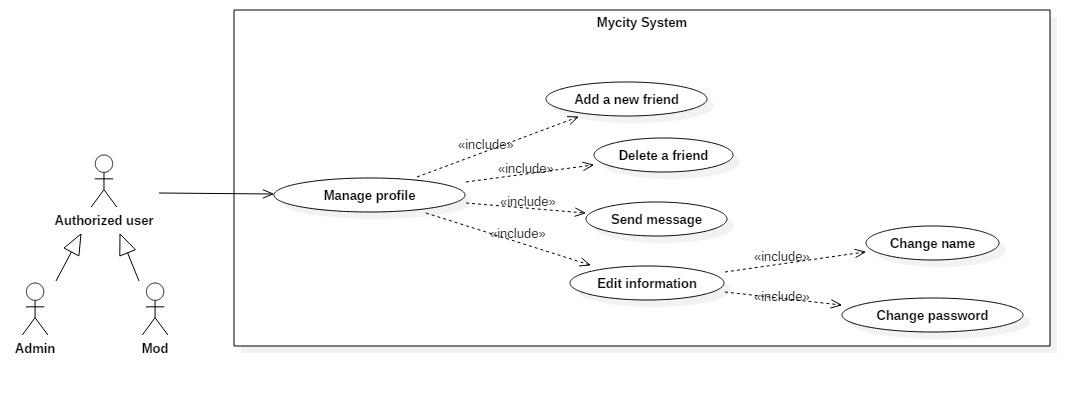 Mycity System
Add a new friend
«include»
Delete a friend
«include»
Manage profile
«include»
Send message
Authorized user
«include»
Change name
«include»
Edit information
«include»
Change password
Admin
Mod